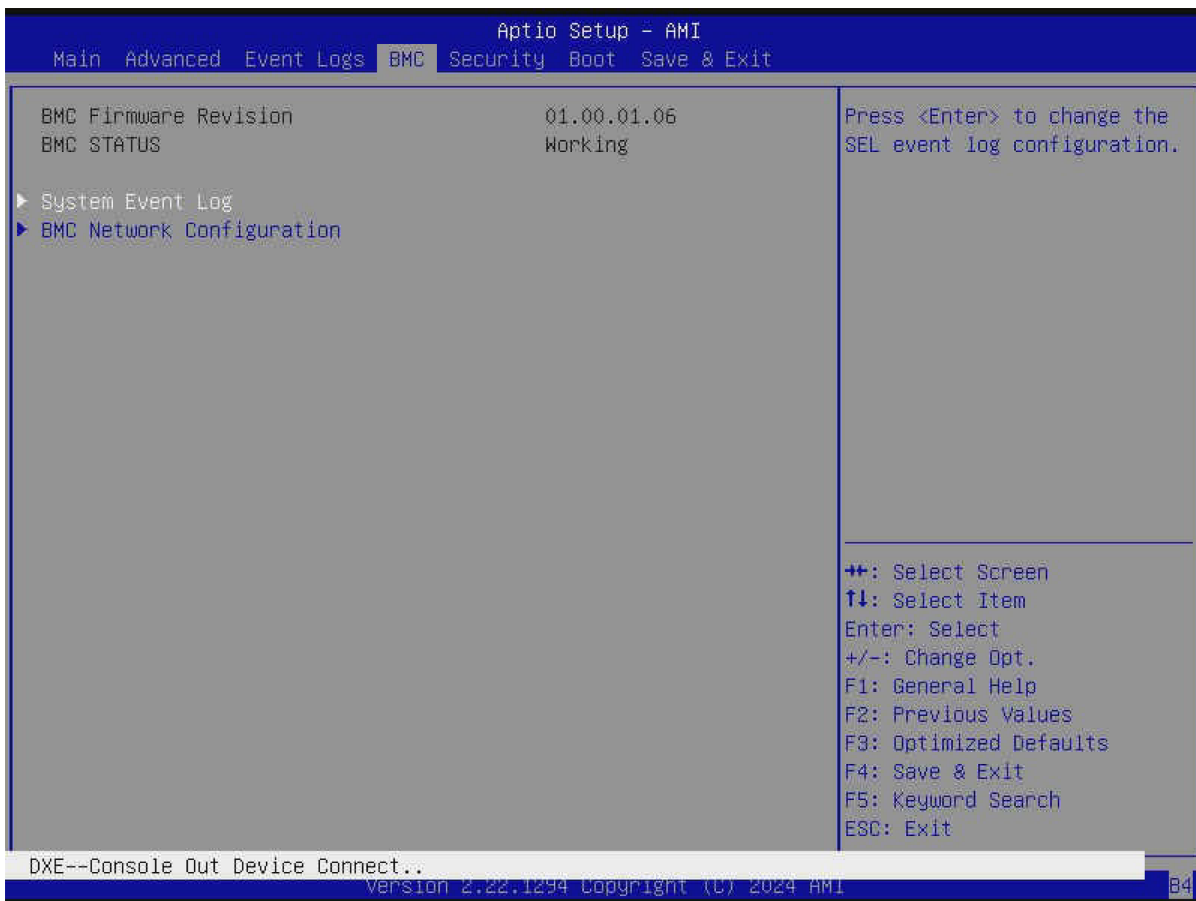 Aptio Setup – AMI
Main Advanced Event Logs BMC Security Boot Save & Exit
BMC Firmware Revision 01.00.01.06
BMC STATUS Working
System Event Log
BMC Network Configuration
Press <Enter> to change the
SEL event log configuration.
→←: Select Screen
↑↓: Select Item
Enter: Select
+/-: Change Opt.
F1: General Help
F2: Previous Values
F3: Optimized Defaults
F4: Save & Exit
F5: Keyword Search
ESC: Exit
DXE--Console Out Device Connect..
Version 2.22.1294 Copyright (C) 2024 AMI
B4